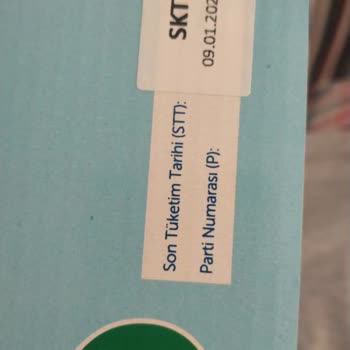 SKT
09.01.202
Son Tüketim Tarihi (STT):
Parti Numarası (P):